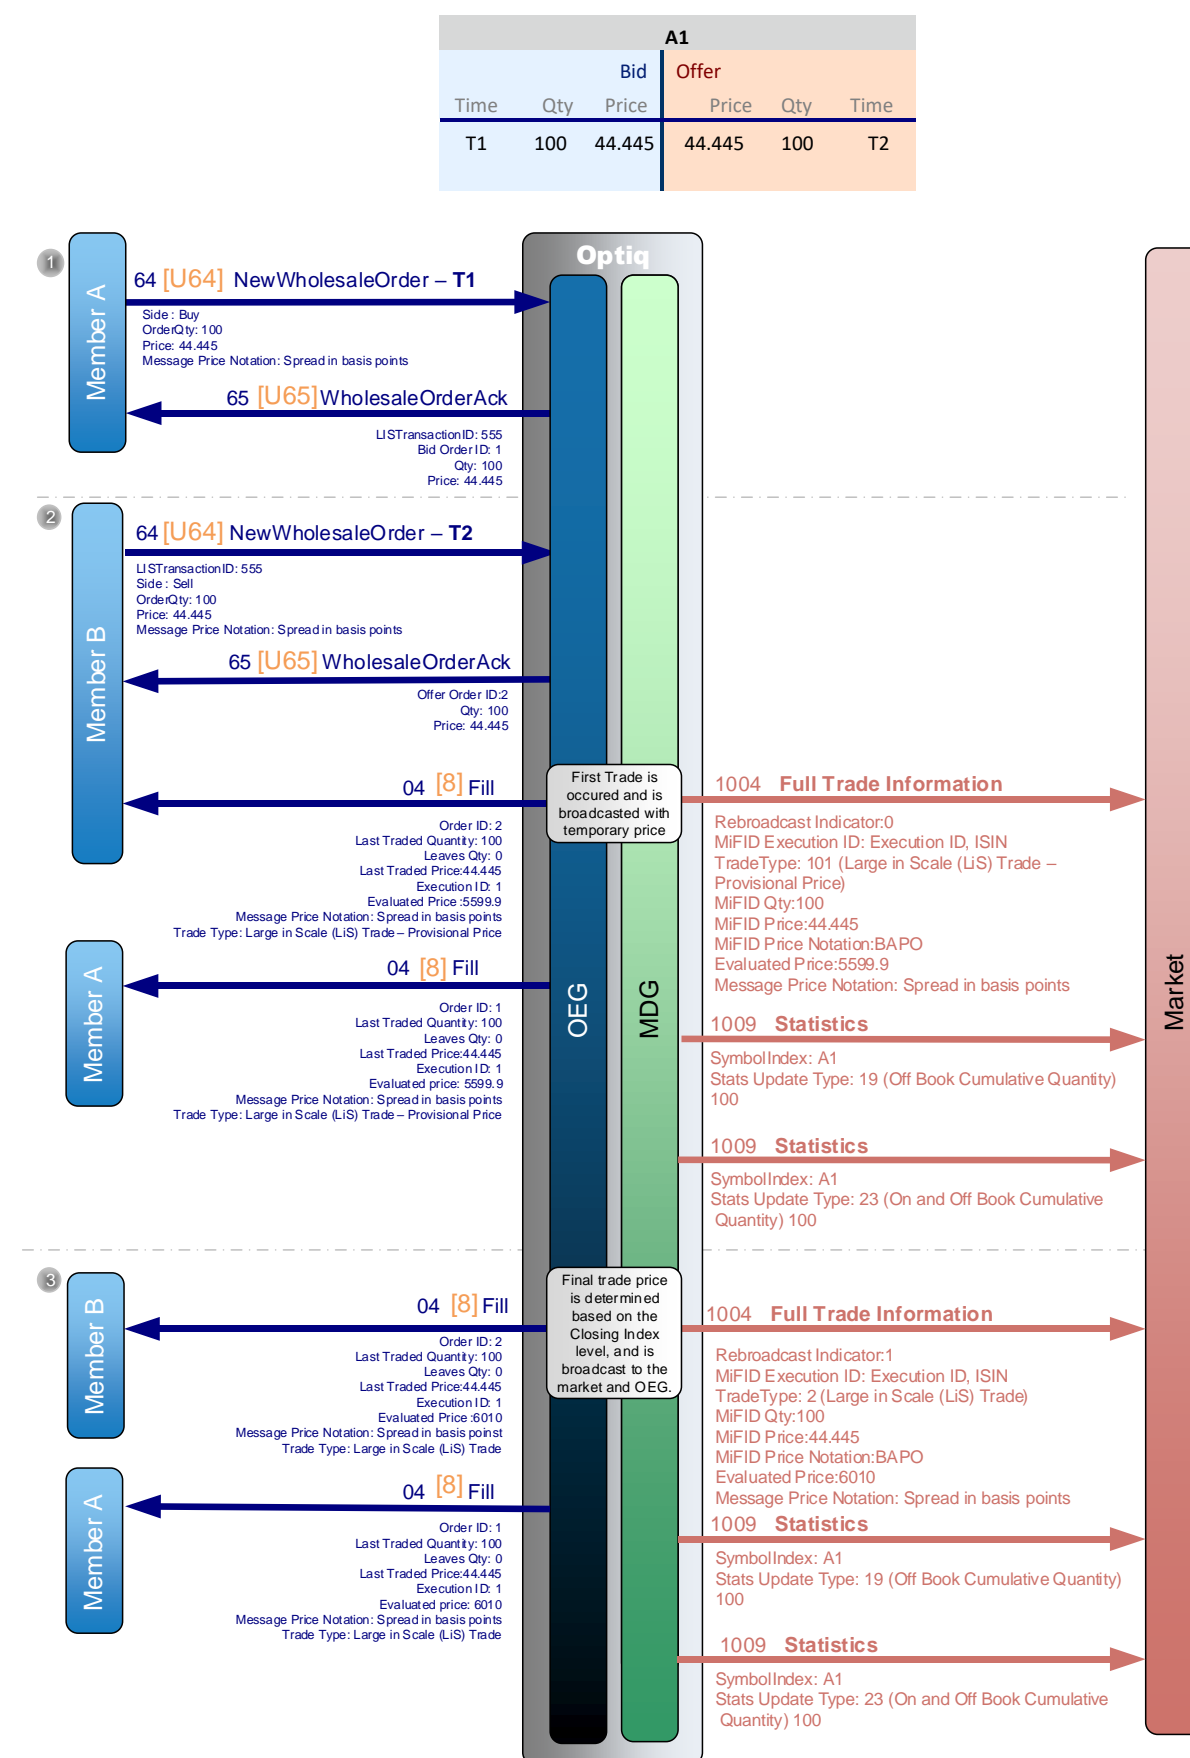 A1
Bid Offer
Time Qty Price Price Qty Time
T1 100 44.445 44.445 100 T2
Optiq
OEG
MDG
Market
1
Member A
64 [U64] NewWholesaleOrder – T1
Side : Buy
OrderQty: 100
Price: 44.445
Message Price Notation: Spread in basis points
65 [U65] WholesaleOrderAck
LISTransactionID: 555
Bid Order ID: 1
Qty: 100
Price: 44.445
2
Member B
64 [U64] NewWholesaleOrder – T2
LISTransactionID: 555
Side : Sell
OrderQty: 100
Price: 44.445
Message Price Notation: Spread in basis points
65 [U65] WholesaleOrderAck
Offer Order ID:2
Qty: 100
Price: 44.445
04 [8] Fill
Order ID: 2
Last Traded Quantity: 100
Leaves Qty: 0
Last Traded Price:44.445
Execution ID: 1
Evaluated Price :5599.9
Message Price Notation: Spread in basis points
Trade Type: Large in Scale (LiS) Trade – Provisional Price
First Trade is
occured and is
broadcasted with
temporary price
1004 Full Trade Information
Rebroadcast Indicator:0
MiFID Execution ID: Execution ID, ISIN
TradeType: 101 (Large in Scale (LiS) Trade –
Provisional Price)
MiFID Qty:100
MiFID Price:44.445
MiFID Price Notation:BAPO
Evaluated Price:5599.9
Message Price Notation: Spread in basis points
Member A
04 [8] Fill
Order ID: 1
Last Traded Quantity: 100
Leaves Qty: 0
Last Traded Price:44.445
Execution ID: 1
Evaluated price: 5599.9
Message Price Notation: Spread in basis points
Trade Type: Large in Scale (LiS) Trade – Provisional Price
1009 Statistics
SymbolIndex: A1
Stats Update Type: 19 (Off Book Cumulative Quantity)
100
1009 Statistics
SymbolIndex: A1
Stats Update Type: 23 (On and Off Book Cumulative
Quantity) 100
3
Member B
04 [8] Fill
Order ID: 2
Last Traded Quantity: 100
Leaves Qty: 0
Last Traded Price:44.445
Execution ID: 1
Evaluated Price :6010
Message Price Notation: Spread in basis poinst
Trade Type: Large in Scale (LiS) Trade
Final trade price
is determined
based on the
Closing Index
level, and is
broadcast to the
market and OEG.
1004 Full Trade Information
Rebroadcast Indicator:1
MiFID Execution ID: Execution ID, ISIN
TradeType: 2 (Large in Scale (LiS) Trade)
MiFID Qty:100
MiFID Price:44.445
MiFID Price Notation:BAPO
Evaluated Price:6010
Message Price Notation: Spread in basis points
Member A
04 [8] Fill
Order ID: 1
Last Traded Quantity: 100
Leaves Qty: 0
Last Traded Price:44.445
Execution ID: 1
Evaluated price: 6010
Message Price Notation: Spread in basis points
Trade Type: Large in Scale (LiS) Trade
1009 Statistics
SymbolIndex: A1
Stats Update Type: 19 (Off Book Cumulative Quantity)
100
1009 Statistics
SymbolIndex: A1
Stats Update Type: 23 (On and Off Book Cumulative
Quantity) 100